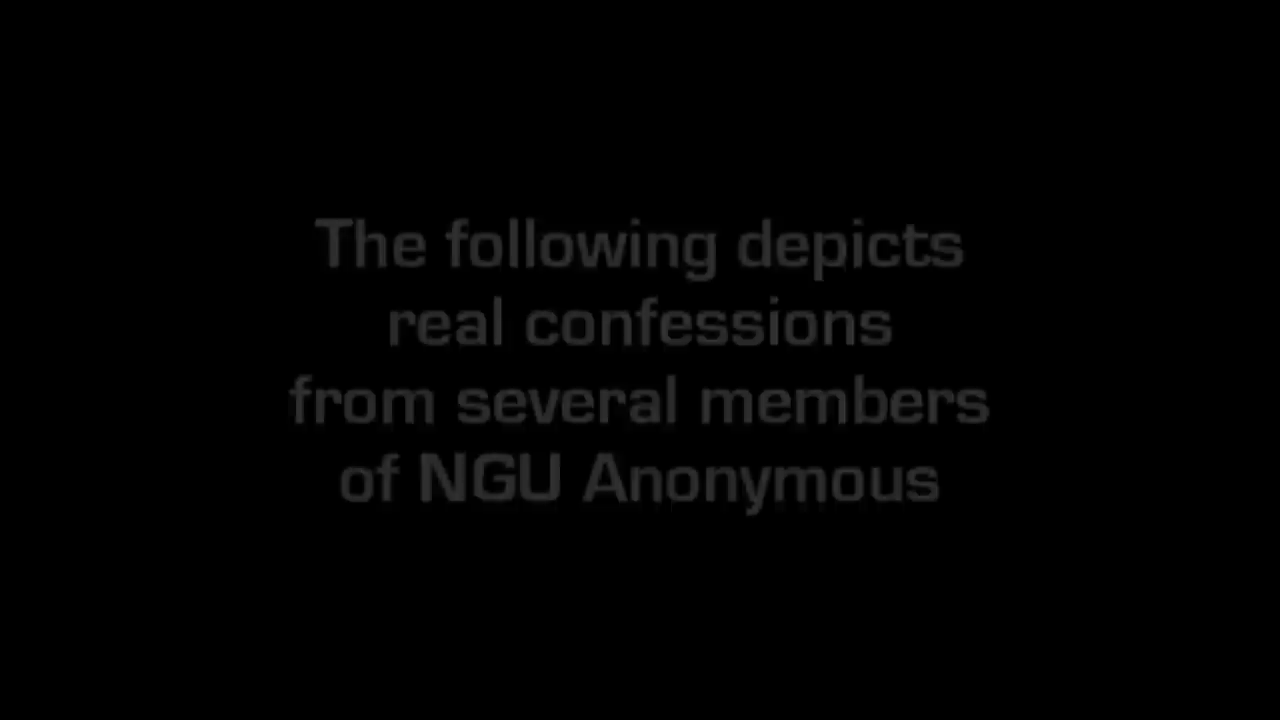 The following depicts
real confessions
from several members
of NGU Anonymous